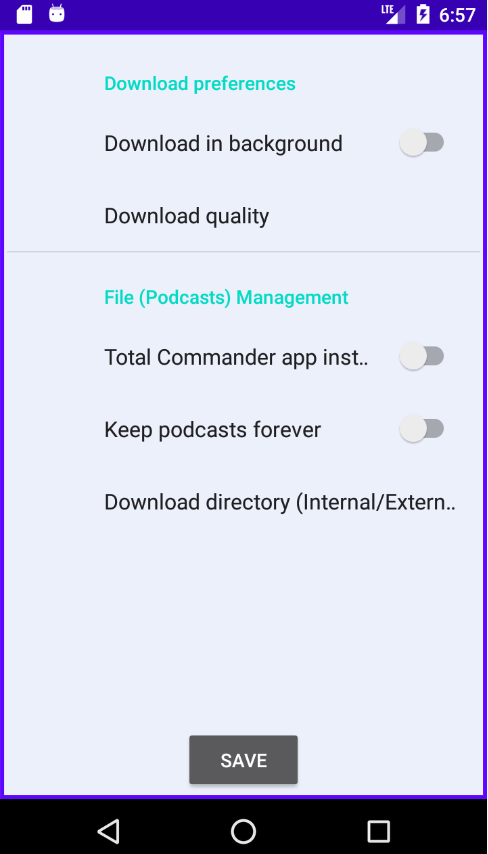 LTE 6:57
Download preferences
Download in background
Download quality
File (Podcasts) Management
Total Commander app inst..
Keep podcasts forever
Download directory (Internal/Extern..
SAVE